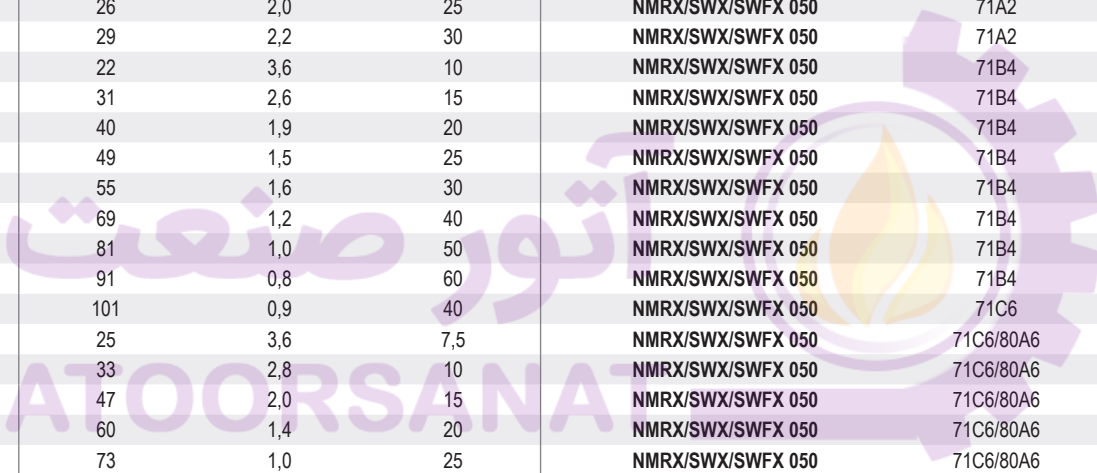 26 2,0 25 NMRX/SWX/SWFX 050 71A2
29 2,2 30 NMRX/SWX/SWFX 050 71A2
22 3,6 10 NMRX/SWX/SWFX 050 71B4
31 2,6 15 NMRX/SWX/SWFX 050 71B4
40 1,9 20 NMRX/SWX/SWFX 050 71B4
49 1,5 25 NMRX/SWX/SWFX 050 71B4
55 1,6 30 NMRX/SWX/SWFX 050 71B4
69 1,2 40 NMRX/SWX/SWFX 050 71B4
81 1,0 50 NMRX/SWX/SWFX 050 71B4
91 0,8 60 NMRX/SWX/SWFX 050 71B4
101 0,9 40 NMRX/SWX/SWFX 050 71C6
25 3,6 7,5 NMRX/SWX/SWFX 050 71C6/80A6
33 2,8 10 NMRX/SWX/SWFX 050 71C6/80A6
47 2,0 15 NMRX/SWX/SWFX 050 71C6/80A6
60 1,4 20 NMRX/SWX/SWFX 050 71C6/80A6
73 1,0 25 NMRX/SWX/SWFX 050 71C6/80A6
آتور صنعت
ATOORSANAT